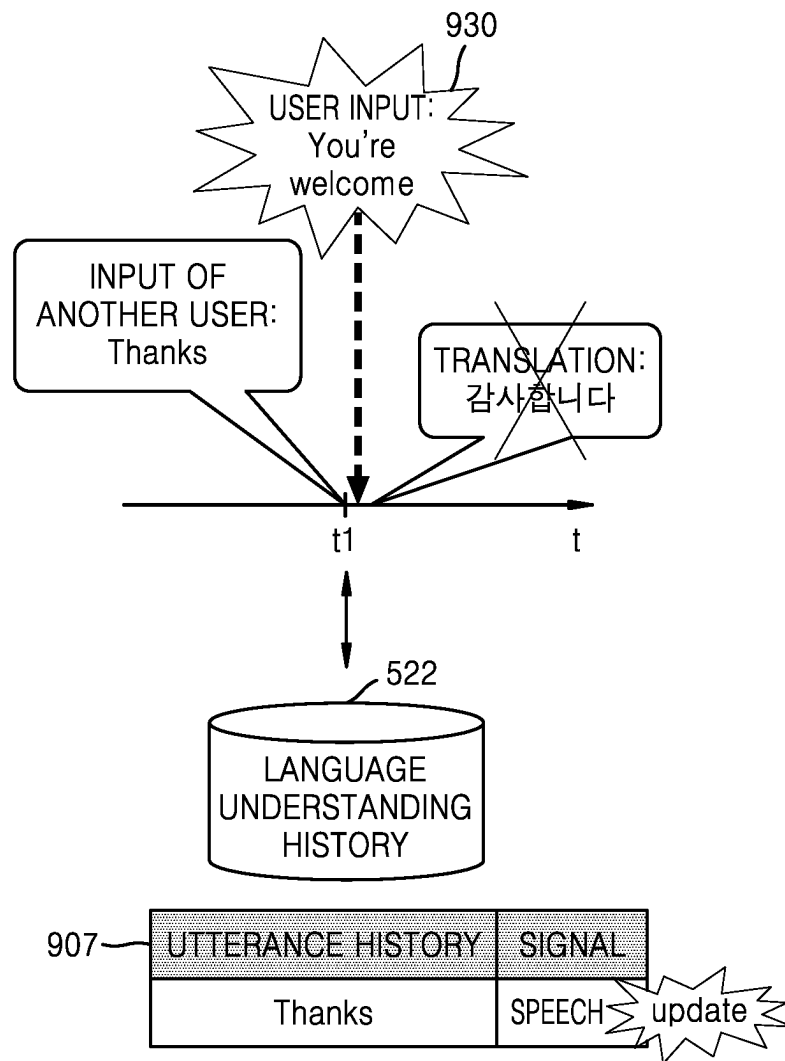 930
USER INPUT:
You're
welcome
INPUT OF
ANOTHER USER:
Thanks
TRANSLATION:
감사합니다
t1
t
522
LANGUAGE
UNDERSTANDING
HISTORY
907
UTTERANCE HISTORY SIGNAL
Thanks SPEECH update